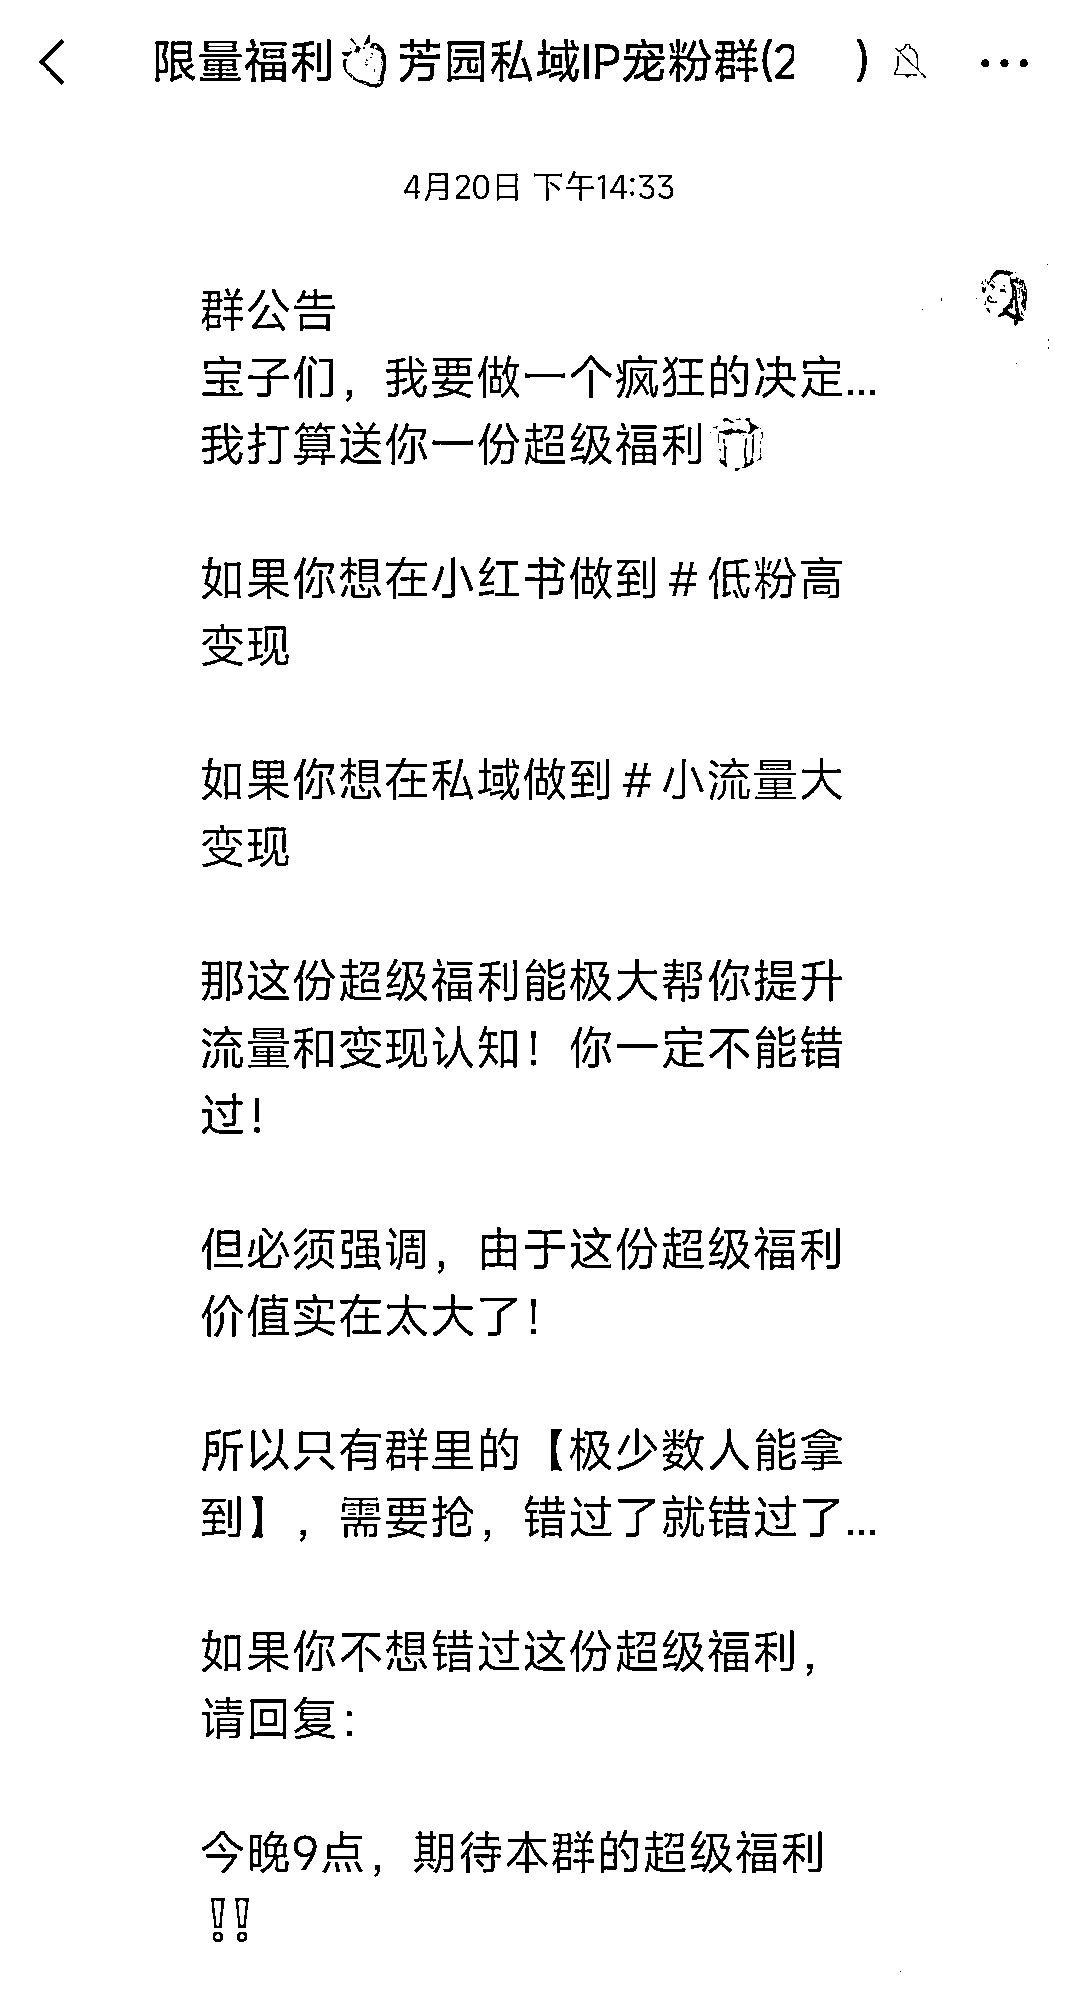 限量福利🍓芳园私域IP宠粉群(2 )
4月20日 下午14:33
群公告
宝子们，我要做一个疯狂的决定...
我打算送你一份超级福利🎁
如果你想在小红书做到＃低粉高
变现
如果你想在私域做到＃小流量大
变现
那这份超级福利能极大帮你提升
流量和变现认知！你一定不能错
过！
但必须强调，由于这份超级福利
价值实在太大了！
所以只有群里的【极少数人能拿
到】，需要抢，错过了就错过了...
如果你不想错过这份超级福利，
请回复：
今晚9点，期待本群的超级福利
‼️